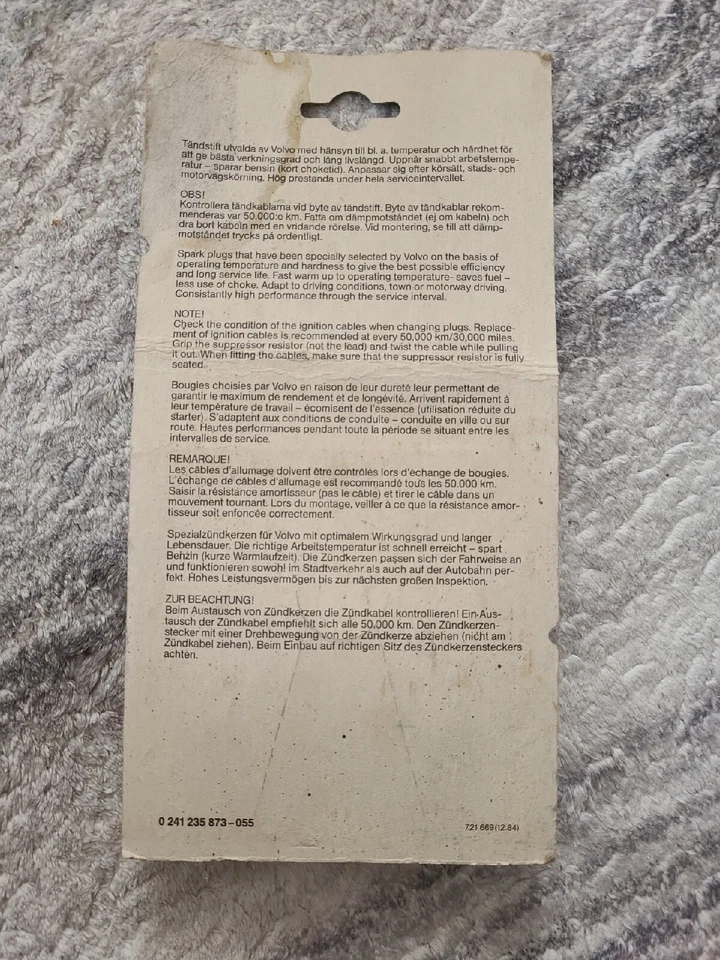 Tändstift utvalda av Volvo med hänsyn till bl. a. temperatur och hårdhet för
att ge bästa verkningsgrad och lång livslängd. Uppnår snabbt arbetstempe-
ratur – sparar bensin (kort choketid). Anpassar sig efter körsätt, stads- och
motorvägskörning. Hög prestanda under hela serviceintervallet.
OBS!
Kontrollera tändkablarna vid byte av tändstift. Byte av tändkablar rekom-
menderas var 50.000:e km. Fatta om dämpmotståndet (ej om kabeln) och
dra bort kabeln med en vridande rörelse. Vid montering, se till att dämp-
motståndet trycks på ordentligt.
Spark plugs that have been specially selected by Volvo on the basis of
operating temperature and hardness to give the best possible efficiency
and long service life. Fast warm up to operating temperature- saves fuel –
less use of choke. Adapt to driving conditions, town or motorway driving.
Consistantly high performance through the service interval.
NOTE!
Check the condition of the ignition cables when changing plugs. Replace-
ment of ignition cables is recommended at every 50,000 km/30,000 miles.
Grip the suppressor resistor (not the lead) and twist the cable while pulling
it out. When fitting the cables, make sure that the suppressor resistor is fully
seated.
Bougies choisies par Volvo en raison de leur dureté leur permettant de
garantir le maximum de rendement et de longévité. Arrivent rapidement à
leur température de travail – écomisent de l'essence (utilisation réduite du
starter). S'adaptent aux conditions de conduite – conduite en ville ou sur
route. Hautes performances pendant toute la période se situant entre les
intervalles de service.
REMARQUE!
Les câbles d'allumage doivent être contrôlés lors d'échange de bougies.
L'échange de câbles d'allumage est recommandé tous les 50.000 km.
Saisir la résistance amortisseur (pas le câble) et tirer le câble dans un
mouvement tournant. Lors du montage, veiller à ce que la résistance amor-
tisseur soit enfoncée correctement.
Spezialzündkerzen für Volvo mit optimalem Wirkungsgrad und langer
Lebensdauer. Die richtige Arbeitstemperatur ist schnell erreicht – spart
Benzin (kurze Warmlaufzeit). Die Zündkerzen passen sich der Fahrweise an
und funktionieren sowohl im Stadtverkehr als auch auf der Autobahn per-
fekt. Hohes Leistungsvermögen bis zur nächsten großen Inspektion.
ZUR BEACHTUNG!
Beim Austausch von Zündkerzen die Zündkabel kontrollieren! Ein Aus-
tausch der Zündkabel empfiehlt sich alle 50.000 km. Den Zündkerzen-
stecker mit einer Drehbewegung von der Zündkerze abziehen (nicht am
Zündkabel ziehen). Beim Einbau auf richtigen Sitz des Zündkerzensteckers
achten.
0 241 235 873–055
721 669 (12.84)